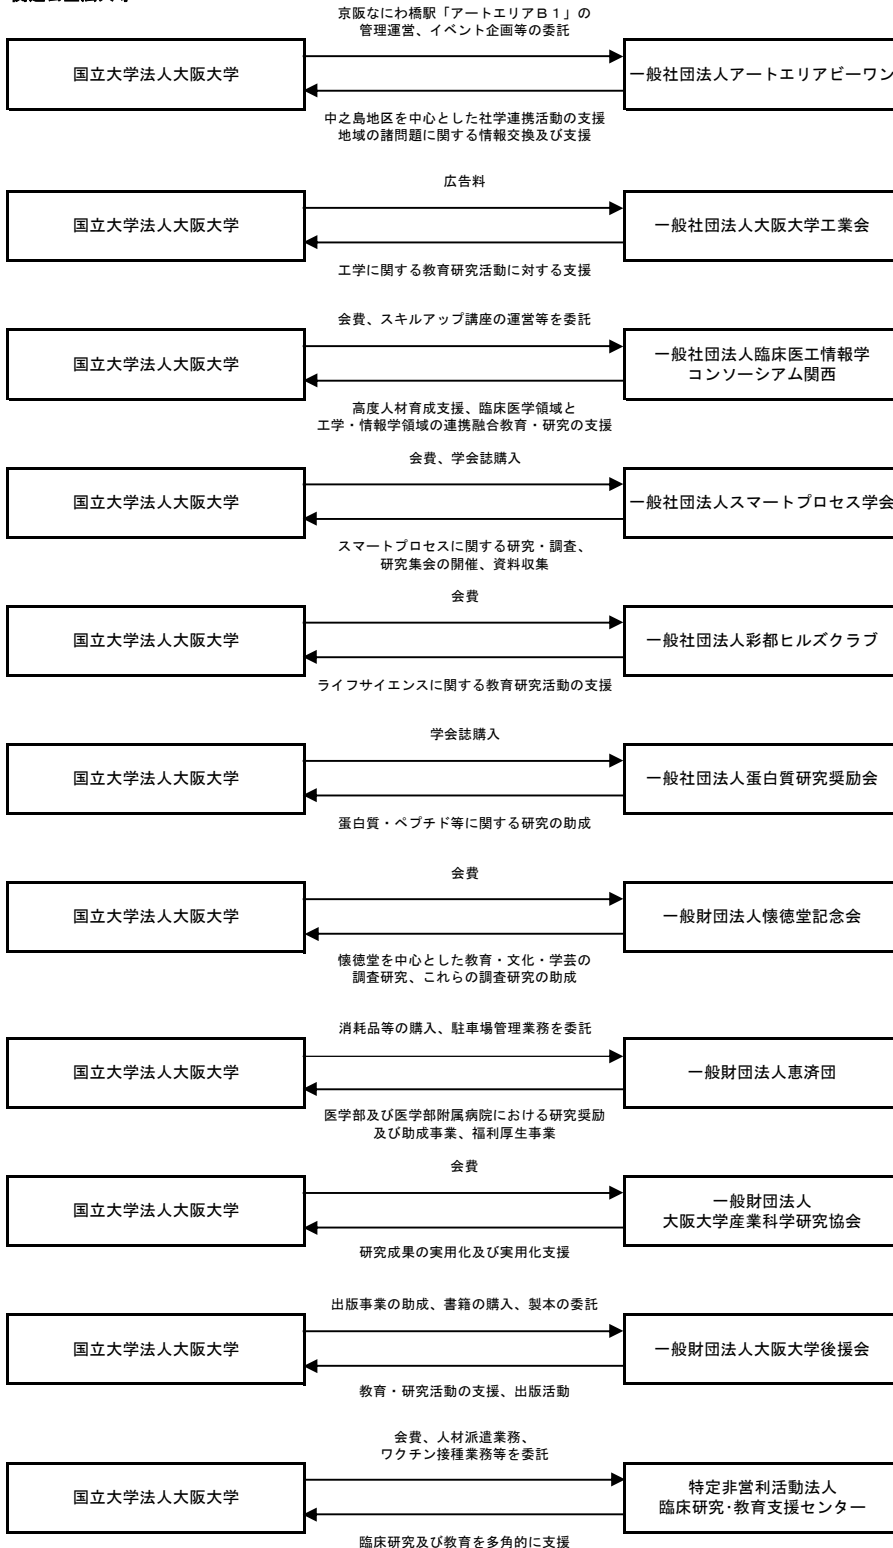 京阪なにわ橋駅「アートエリアB1」の
管理運営、イベント企画等の委託
国立大学法人大阪大学
一般社団法人アートエリアビーワン
中之島地区を中心とした社学連携活動の支援
地域の諸問題に関する情報交換及び支援
広告料
国立大学法人大阪大学
一般社団法人大阪大学工業会
工学に関する教育研究活動に対する支援
会費、スキルアップ講座の運営等を委託
国立大学法人大阪大学
一般社団法人臨床医工情報学
コンソーシアム関西
高度人材育成支援、臨床医学領域と
工学・情報学領域の連携融合教育・研究の支援
会費、学会誌購入
国立大学法人大阪大学
一般社団法人スマートプロセス学会
スマートプロセスに関する研究・調査、
研究集会の開催、資料収集
会費
国立大学法人大阪大学
一般社団法人彩都ヒルズクラブ
ライフサイエンスに関する教育研究活動の支援
学会誌購入
国立大学法人大阪大学
一般社団法人蛋白質研究奨励会
蛋白質・ペプチド等に関する研究の助成
会費
国立大学法人大阪大学
一般財団法人懐徳堂記念会
懐徳堂を中心とした教育・文化・学芸の
調査研究、これらの調査研究の助成
消耗品等の購入、駐車場管理業務を委託
国立大学法人大阪大学
一般財団法人恵済団
医学部及び医学部附属病院における研究奨励
及び助成事業、福利厚生事業
会費
国立大学法人大阪大学
一般財団法人
大阪大学産業科学研究協会
研究成果の実用化及び実用化支援
出版事業の助成、書籍の購入、製本の委託
国立大学法人大阪大学
一般財団法人大阪大学後援会
教育・研究活動の支援、出版活動
会費、人材派遣業務、
ワクチン接種業務等を委託
国立大学法人大阪大学
特定非営利活動法人
臨床研究･教育支援センター
臨床研究及び教育を多角的に支援